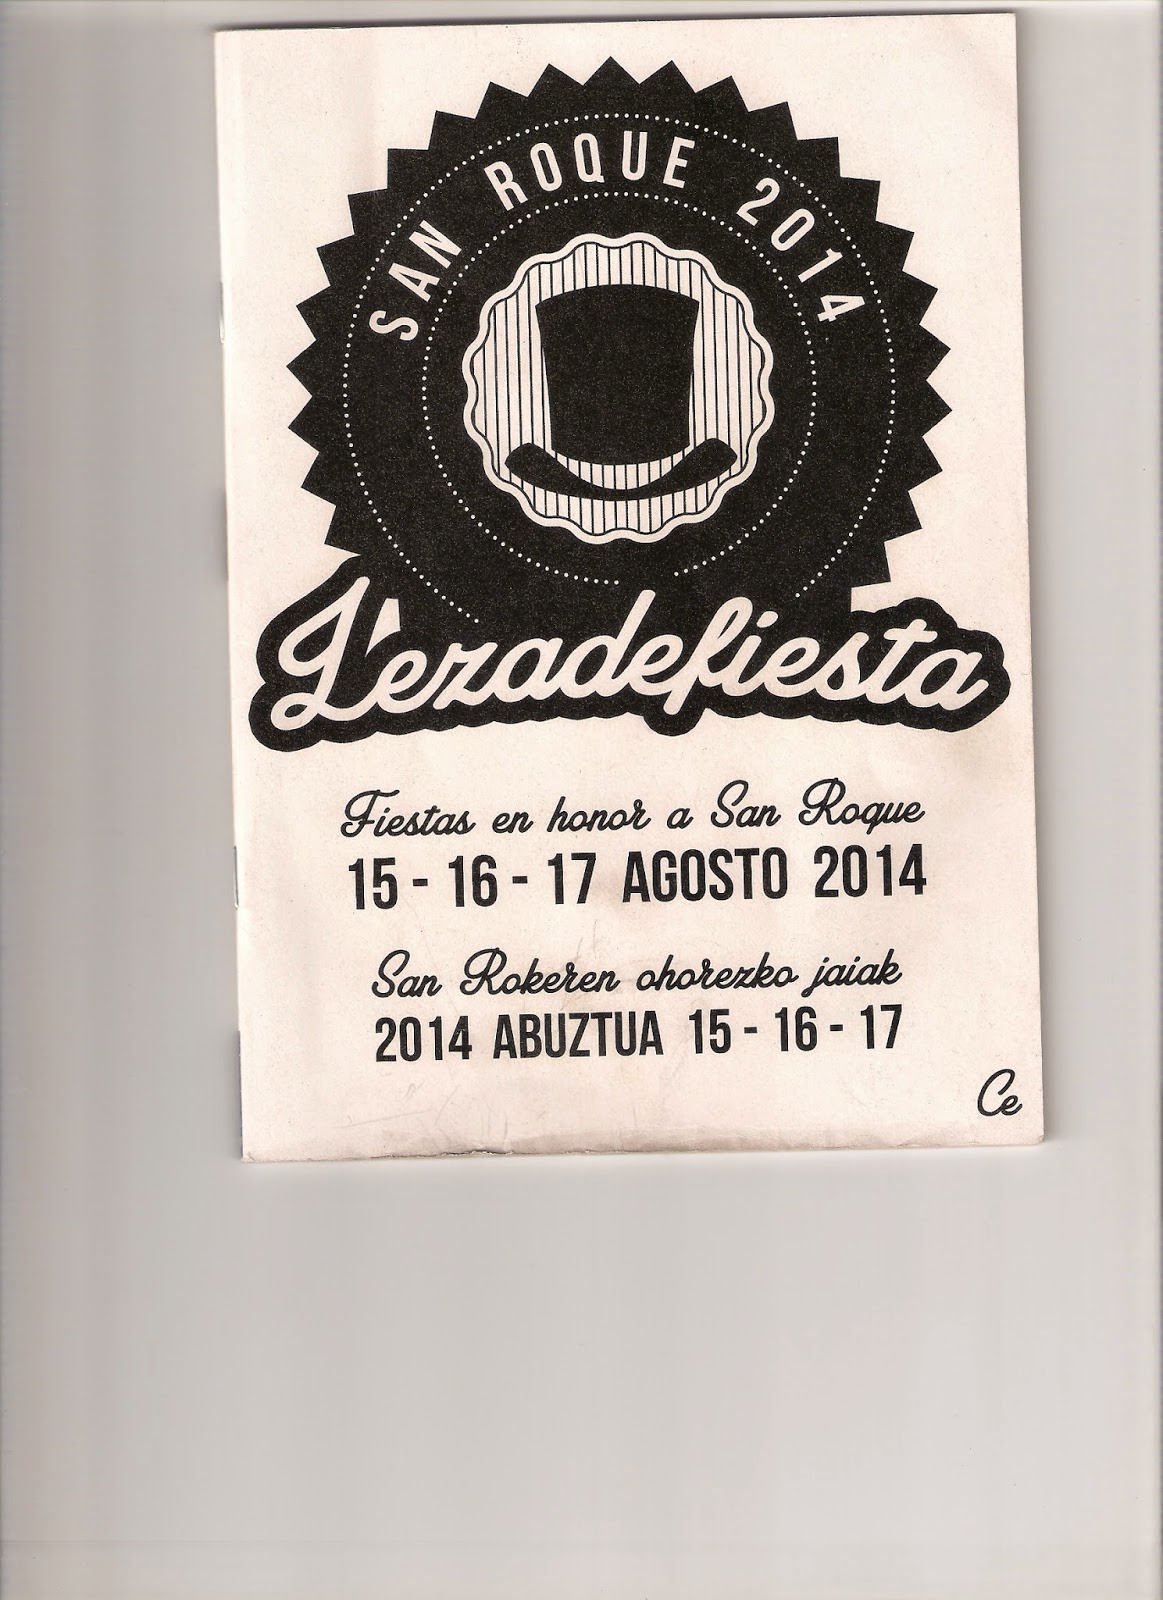 SAN ROQUE 2014
Lezadefiesta
Fiestas en honor a San Roque
15 - 16 - 17 AGOSTO 2014
San Rokeren ohorezko jaiak
2014 ABUZTUA 15 - 16 - 17
Ce